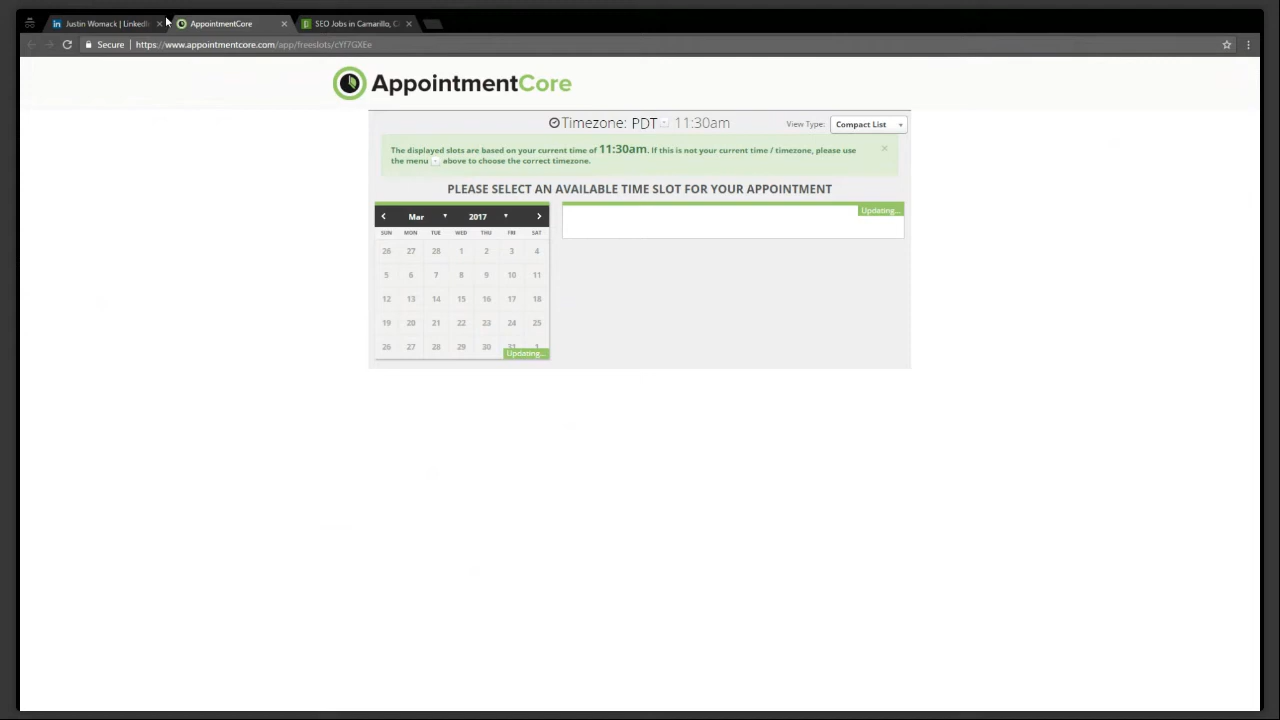 Justin Womack | LinkedI
AppointmentCore
SEO Jobs in Camarillo, C
Secure
https://www.appointmentcore.com/app/freeslots/cYf7GXEe
AppointmentCore
Timezone: PDT 11:30am
View Type: Compact List
The displayed slots are based on your current time of 11:30am. If this is not your current time / timezone, please use
the menu above to choose the correct timezone.
PLEASE SELECT AN AVAILABLE TIME SLOT FOR YOUR APPOINTMENT
Mar 2017
SUN MON TUE WED THU FRI SAT
26 27 28 1 2 3 4
5 6 7 8 9 10 11
12 13 14 15 16 17 18
19 20 21 22 23 24 25
26 27 28 29 30 31 1
Updating...
Updating...